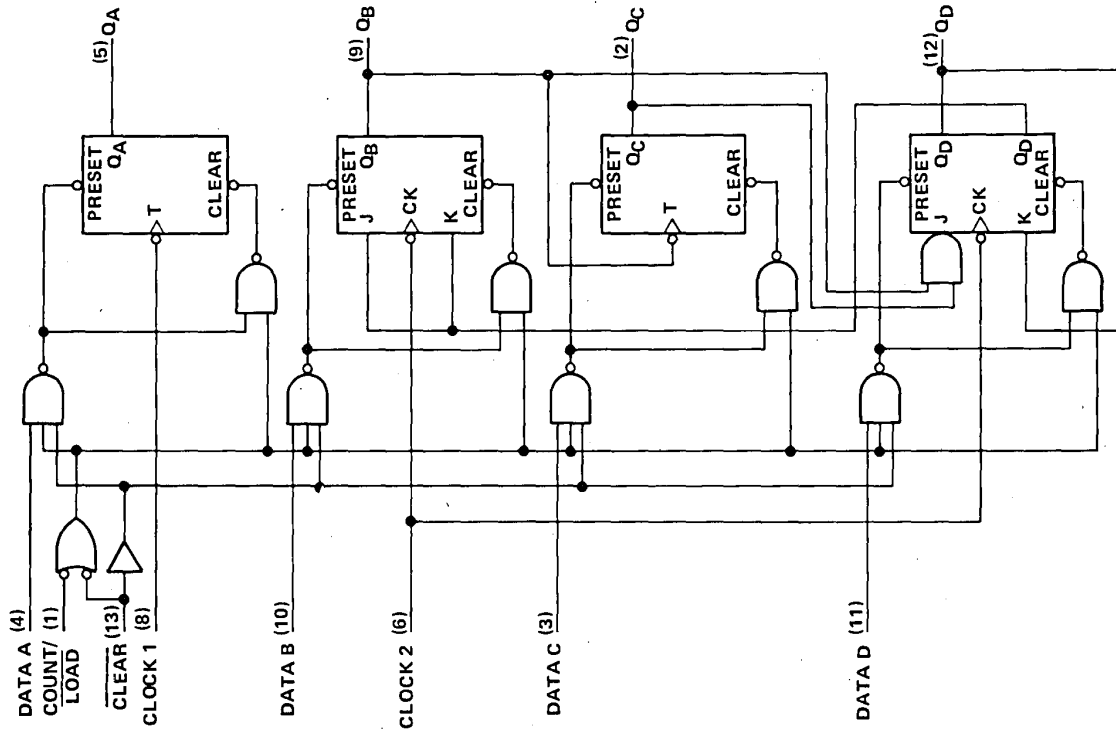 DATA A (4)
COUNT/ (1)
LOAD
CLEAR (13)
CLOCK 1 (8)
PRESET
QA
T
CLEAR
(5) QA
DATA B (10)
CLOCK 2 (6)
PRESET
QB
J
CK
K
CLEAR
(9) QB
DATA C (3)
PRESET
QC
T
CLEAR
(2) QC
DATA D (11)
PRESET
QD
J
CK
K
QD
CLEAR
(12) QD